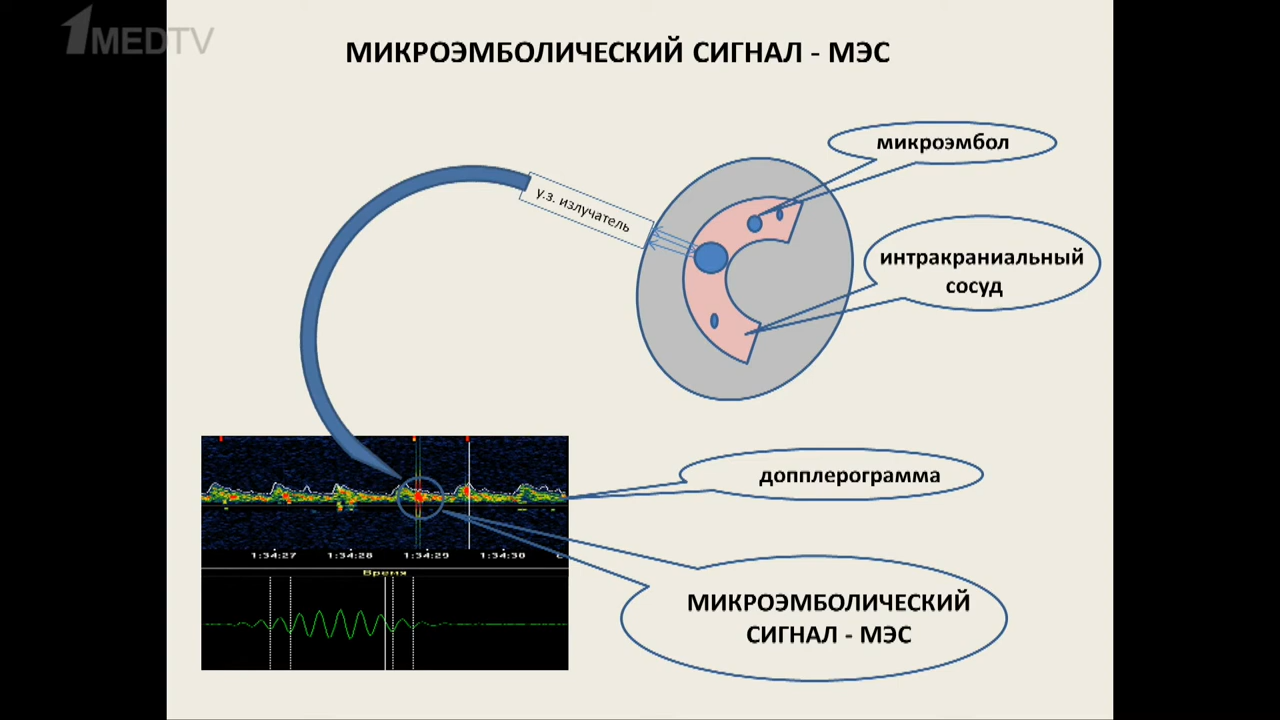 1MEDTV
МИКРОЭМБОЛИЧЕСКИЙ СИГНАЛ - МЭС
микроэмбол
у.з. излучатель
интракраниальный
сосуд
допплерограмма
1:34:27 1:34:28 1:34:29 1:34:30
Время
МИКРОЭМБОЛИЧЕСКИЙ
СИГНАЛ - МЭС